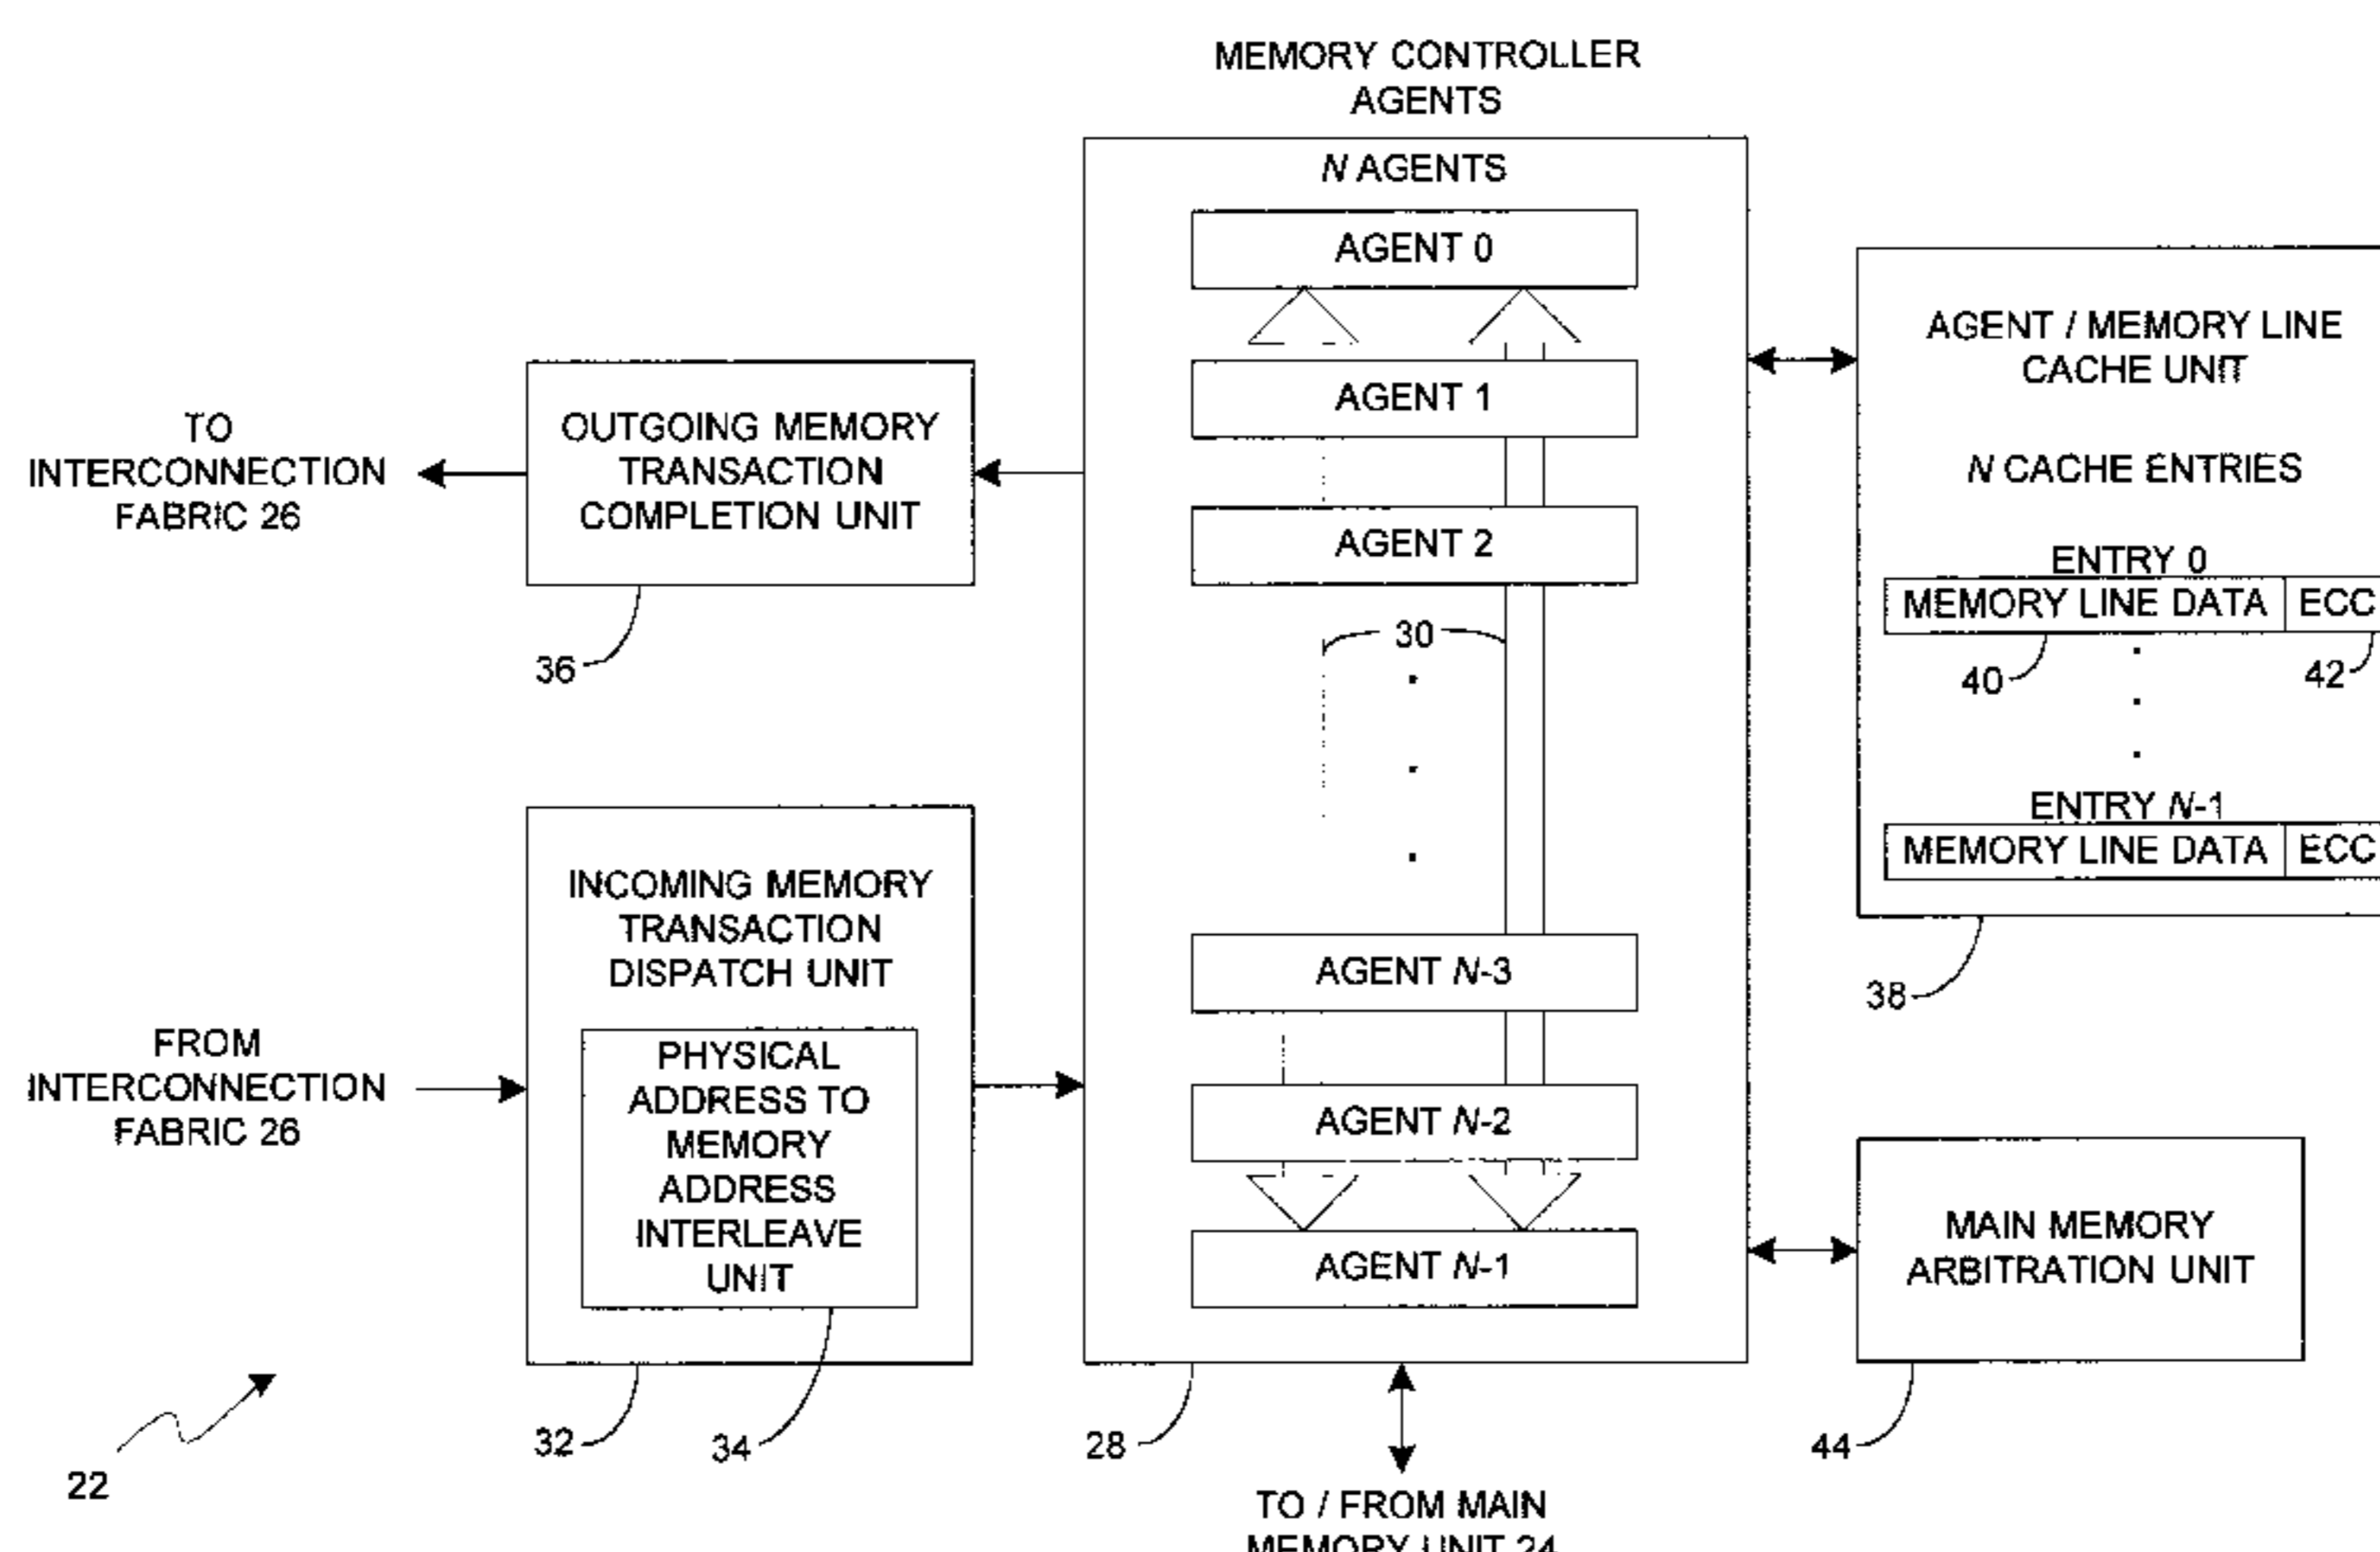 MEMORY CONTROLLER
AGENTS
N AGENTS
AGENT 0
AGENT 1
AGENT 2
30
AGENT N-3
AGENT N-2
AGENT N-1
28
TO / FROM MAIN
MEMORY UNIT 24
TO
INTERCONNECTION
FABRIC 26
OUTGOING MEMORY
TRANSACTION
COMPLETION UNIT
36
FROM
INTERCONNECTION
FABRIC 26
INCOMING MEMORY
TRANSACTION
DISPATCH UNIT
PHYSICAL
ADDRESS TO
MEMORY
ADDRESS
INTERLEAVE
UNIT
32
34
22
AGENT / MEMORY LINE
CACHE UNIT
N CACHE ENTRIES
ENTRY 0
MEMORY LINE DATA ECC
40
42
ENTRY N-1
MEMORY LINE DATA ECC
38
MAIN MEMORY
ARBITRATION UNIT
44